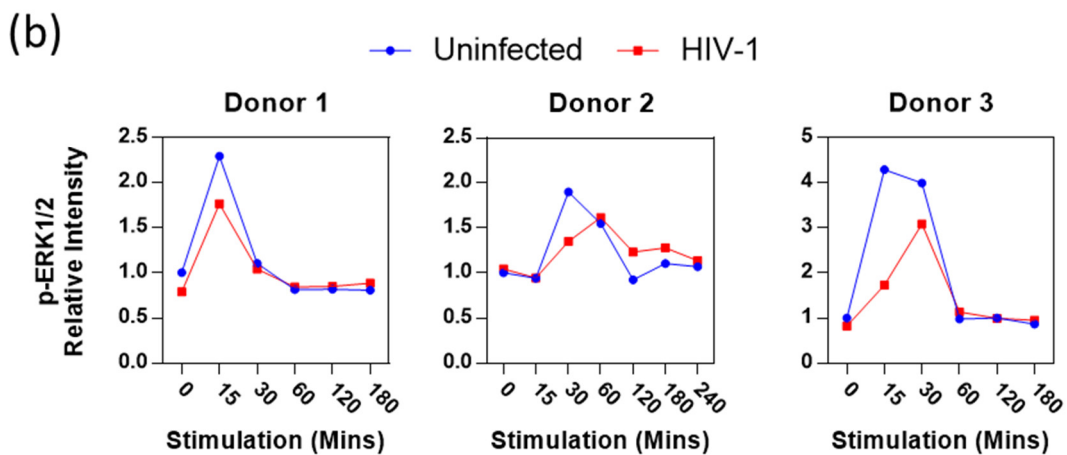 (b)
Uninfected HIV-1
Donor 1 Donor 2 Donor 3
p-ERK1/2
Relative Intensity
2.5
2.0
1.5
1.0
0.5
0.0
0 15 30 60 120 180
Stimulation (Mins)
2.5
2.0
1.5
1.0
0.5
0.0
0 15 30 60 120 180 240
Stimulation (Mins)
5
4
3
2
1
0
0 15 30 60 120 180
Stimulation (Mins)